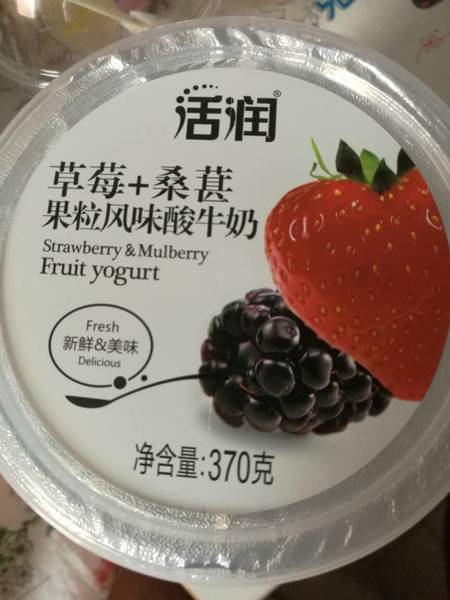 活润®
草莓+桑葚
果粒风味酸牛奶
Strawberry & Mulberry
Fruit yogurt
Fresh
新鲜&美味
Delicious
净含量:370克